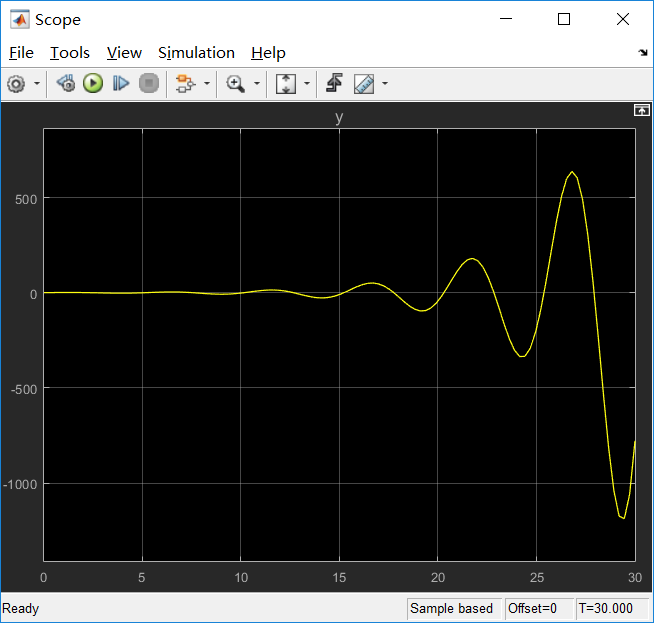 Scope
File Tools View Simulation Help
y
500
0
-500
-1000
0 5 10 15 20 25 30
Ready Sample based Offset=0 T=30.000